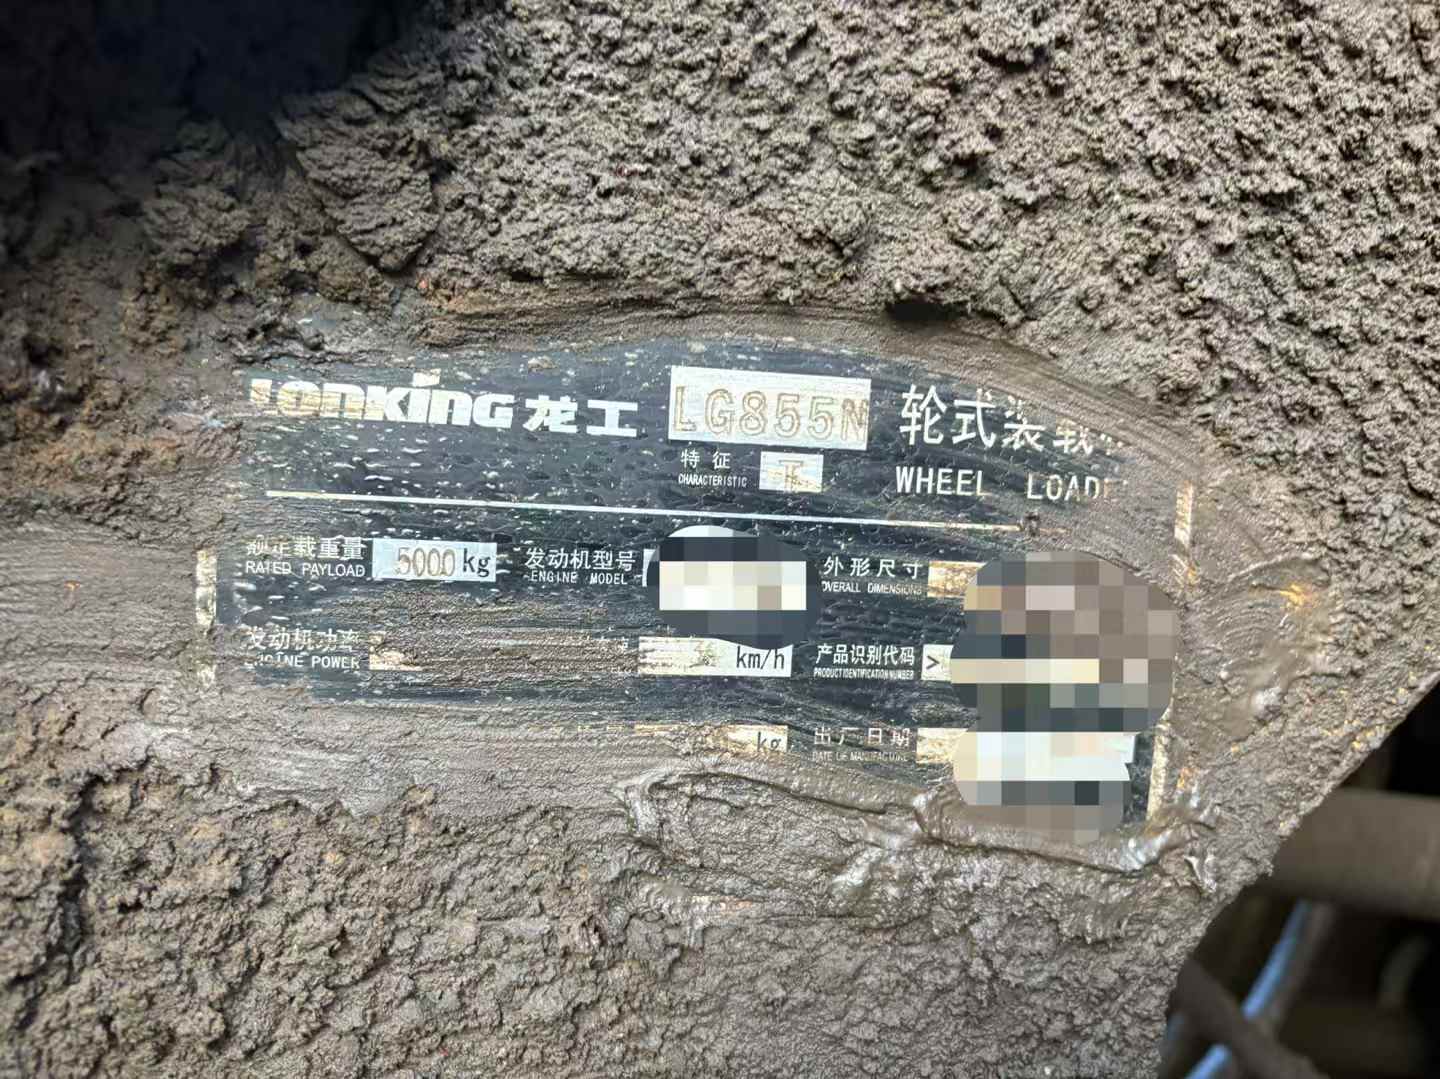 LONKING 龙工 LG855N 轮式装载
特征
CHARACTERISTIC
WHEEL LOADE
额定载重量 5000 kg 发动机型号 外形尺寸
RATED PAYLOAD ENGINE MODEL OVERALL DIMENSIONS
发动机功率 km/h 产品识别代码 >
ENGINE POWER PRODUCT IDENTIFICATION NUMBER
kg 出厂日期
DATE OF MANUFACTURE